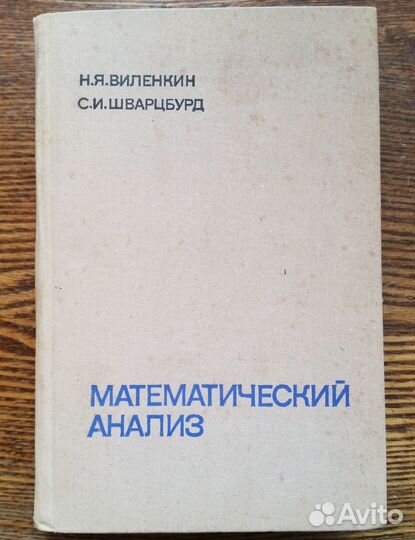 Н.Я.ВИЛЕНКИН
С.И.ШВАРЦБУРД
МАТЕМАТИЧЕСКИЙ
АНАЛИЗ
Avito